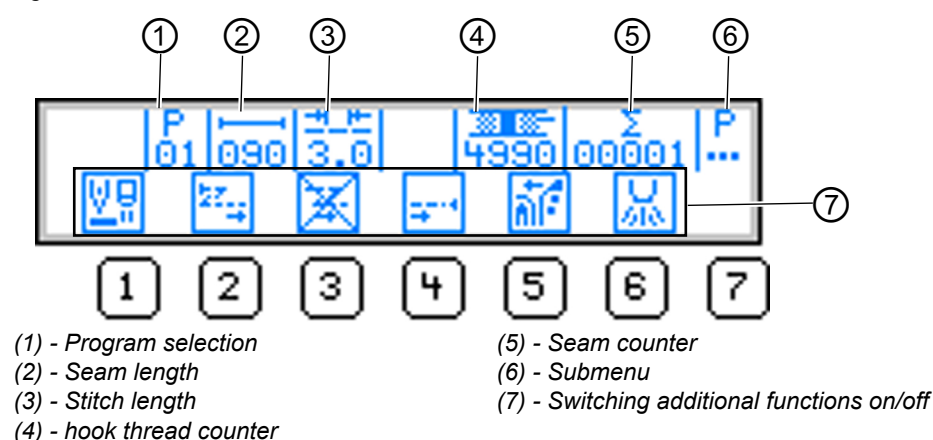 ① ② ③ ④ ⑤ ⑥
P Σ P
01 090 3.0 4990 00001 ...
⑦
1 2 3 4 5 6 7
(1) - Program selection
(2) - Seam length
(3) - Stitch length
(4) - hook thread counter
(5) - Seam counter
(6) - Submenu
(7) - Switching additional functions on/off